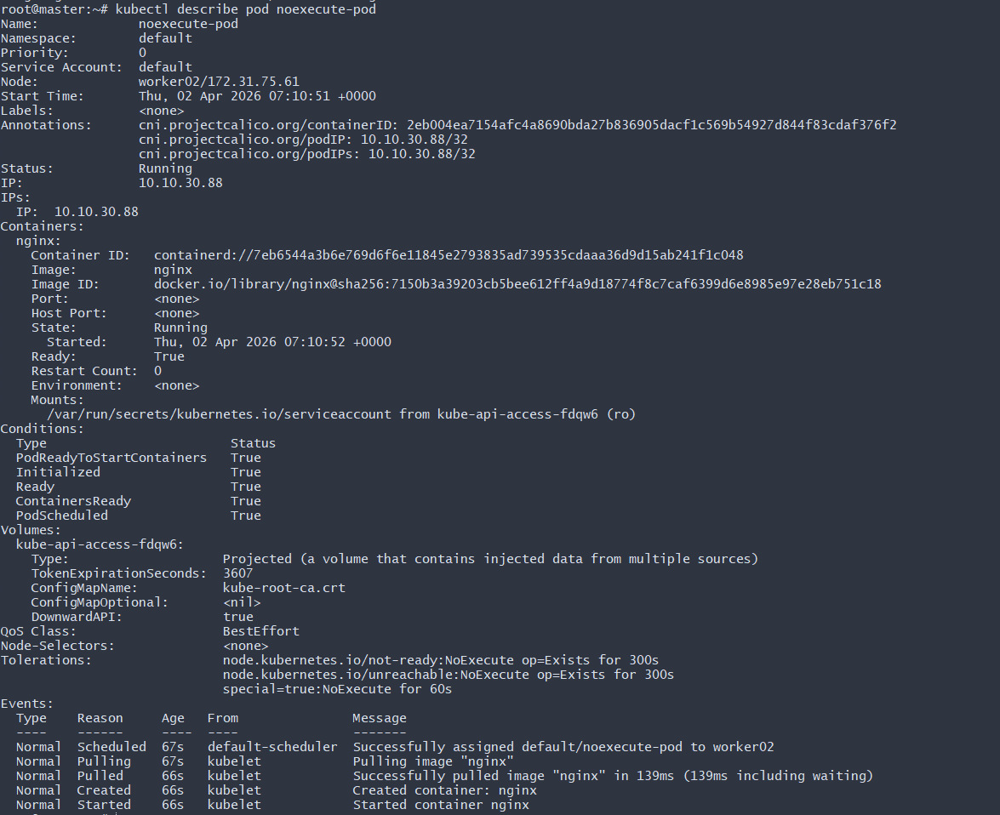 root@master:~# kubectl describe pod noexecute-pod
Name:             noexecute-pod
Namespace:        default
Priority:         0
Service Account:  default
Node:             worker02/172.31.75.61
Start Time:       Thu, 02 Apr 2026 07:10:51 +0000
Labels:           <none>
Annotations:      cni.projectcalico.org/containerID: 2eb004ea7154afc4a8690bda27b836905dacf1c569b54927d844f83cdaf376f2
                  cni.projectcalico.org/podIP: 10.10.30.88/32
                  cni.projectcalico.org/podIPs: 10.10.30.88/32
Status:           Running
IP:               10.10.30.88
IPs:
  IP:  10.10.30.88
Containers:
  nginx:
    Container ID:   containerd://7eb6544a3b6e769d6f6e11845e2793835ad739535cdaaa36d9d15ab241f1c048
    Image:          nginx
    Image ID:       docker.io/library/nginx@sha256:7150b3a39203cb5bee612ff4a9d18774f8c7caf6399d6e8985e97e28eb751c18
    Port:           <none>
    Host Port:      <none>
    State:          Running
      Started:      Thu, 02 Apr 2026 07:10:52 +0000
    Ready:          True
    Restart Count:  0
    Environment:    <none>
    Mounts:
      /var/run/secrets/kubernetes.io/serviceaccount from kube-api-access-fdqw6 (ro)
Conditions:
  Type                        Status
  PodReadyToStartContainers   True
  Initialized                 True
  Ready                       True
  ContainersReady             True
  PodScheduled                True
Volumes:
  kube-api-access-fdqw6:
    Type:                    Projected (a volume that contains injected data from multiple sources)
    TokenExpirationSeconds:  3607
    ConfigMapName:           kube-root-ca.crt
    ConfigMapOptional:       <nil>
    DownwardAPI:             true
QoS Class:                   BestEffort
Node-Selectors:              <none>
Tolerations:                 node.kubernetes.io/not-ready:NoExecute op=Exists for 300s
                             node.kubernetes.io/unreachable:NoExecute op=Exists for 300s
                             special=true:NoExecute for 60s
Events:
  Type    Reason     Age   From               Message
  ----    ------     ----  ----               -------
  Normal  Scheduled  67s   default-scheduler  Successfully assigned default/noexecute-pod to worker02
  Normal  Pulling    67s   kubelet            Pulling image "nginx"
  Normal  Pulled     66s   kubelet            Successfully pulled image "nginx" in 139ms (139ms including waiting)
  Normal  Created    66s   kubelet            Created container: nginx
  Normal  Started    66s   kubelet            Started container nginx